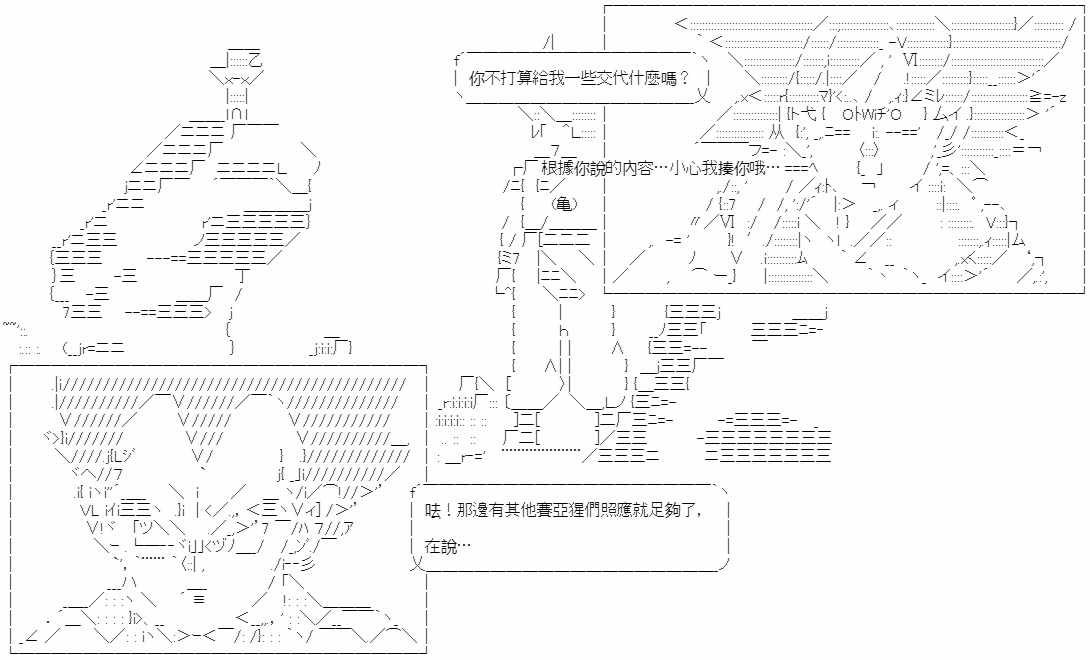 你不打算給我一些交代什麼嗎？
根據你說的內容…小心我揍你哦…
(亀)
呿！那邊有其他賽亞猩們照應就足夠了，
在說…